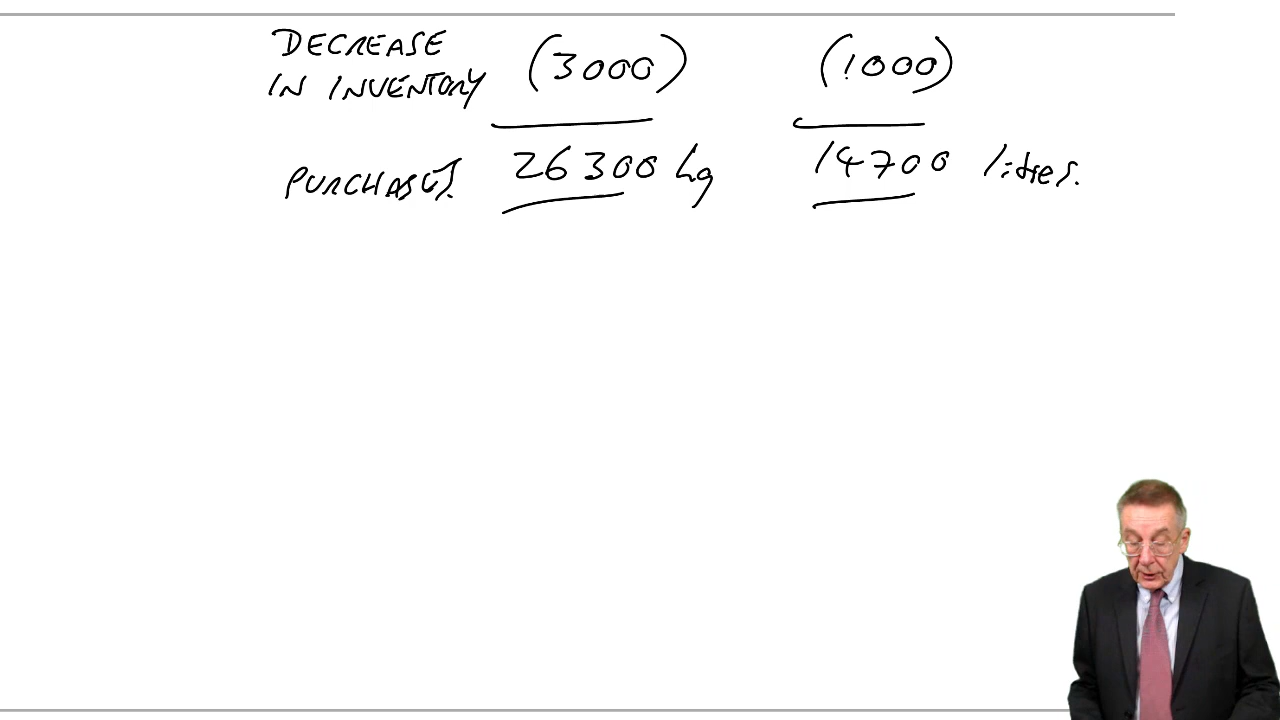 DECREASE
IN INVENTORY (3000) (1000)
PURCHASES. 26300 kg 14700 litres.